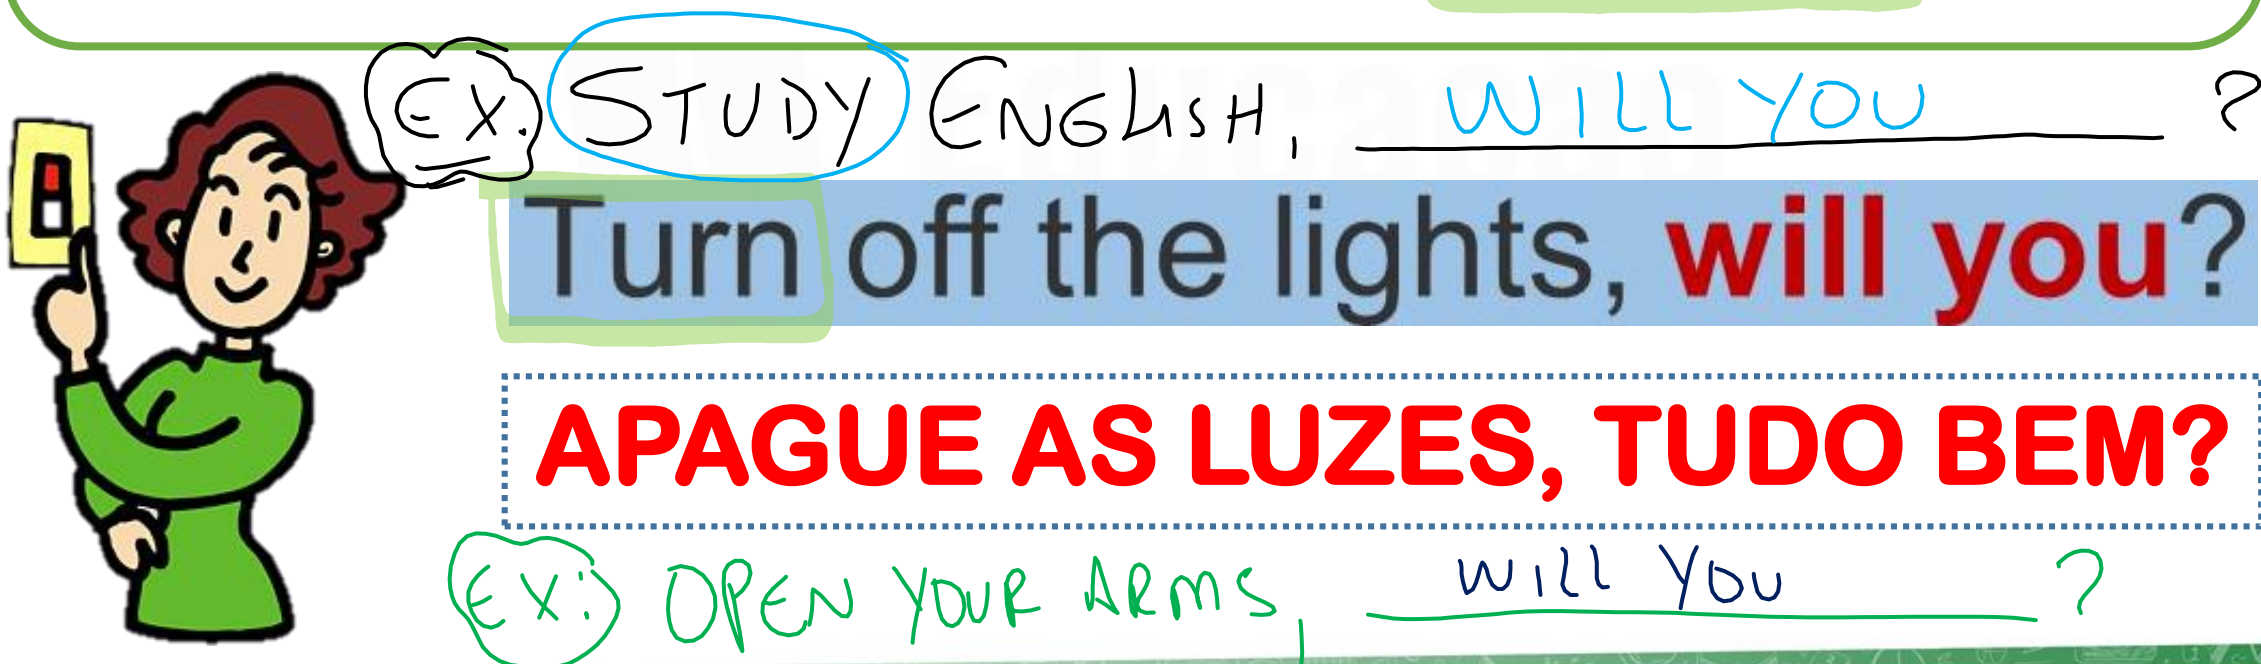 EX. STUDY ENGLISH, WILL YOU ?
Turn off the lights, will you?
APAGUE AS LUZES, TUDO BEM?
EX: OPEN YOUR ARMS, WILL YOU ?